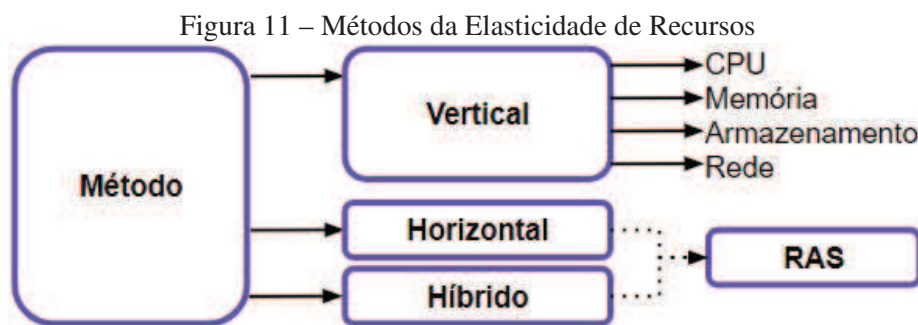 Figura 11 – Métodos da Elasticidade de Recursos
Método
Vertical
CPU
Memória
Armazenamento
Rede
Horizontal
Híbrido
RAS